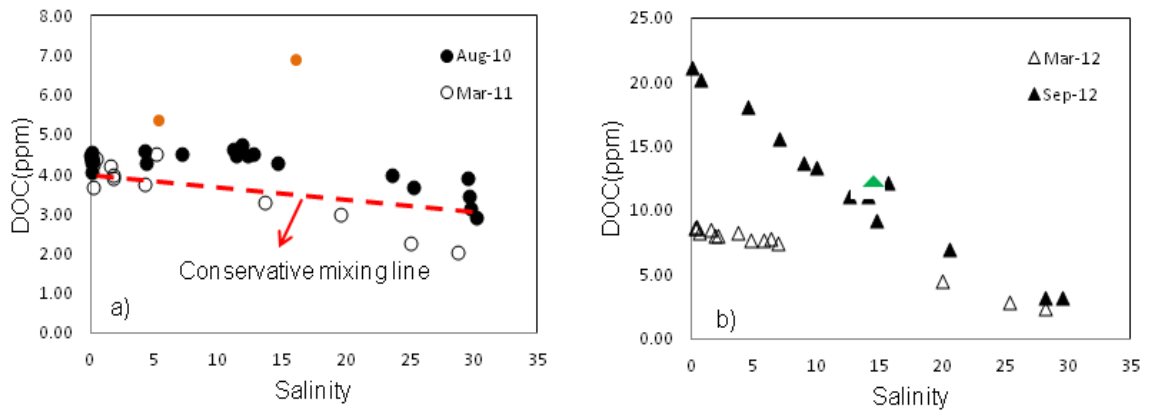 8.00
7.00
6.00
5.00
4.00
3.00
2.00
1.00
0.00
DOC(ppm)
Aug-10
Mar-11
Conservative mixing line
a)
0 5 10 15 20 25 30 35
Salinity
25.00
20.00
15.00
10.00
5.00
0.00
DOC(ppm)
Mar-12
Sep-12
b)
0 5 10 15 20 25 30 35
Salinity